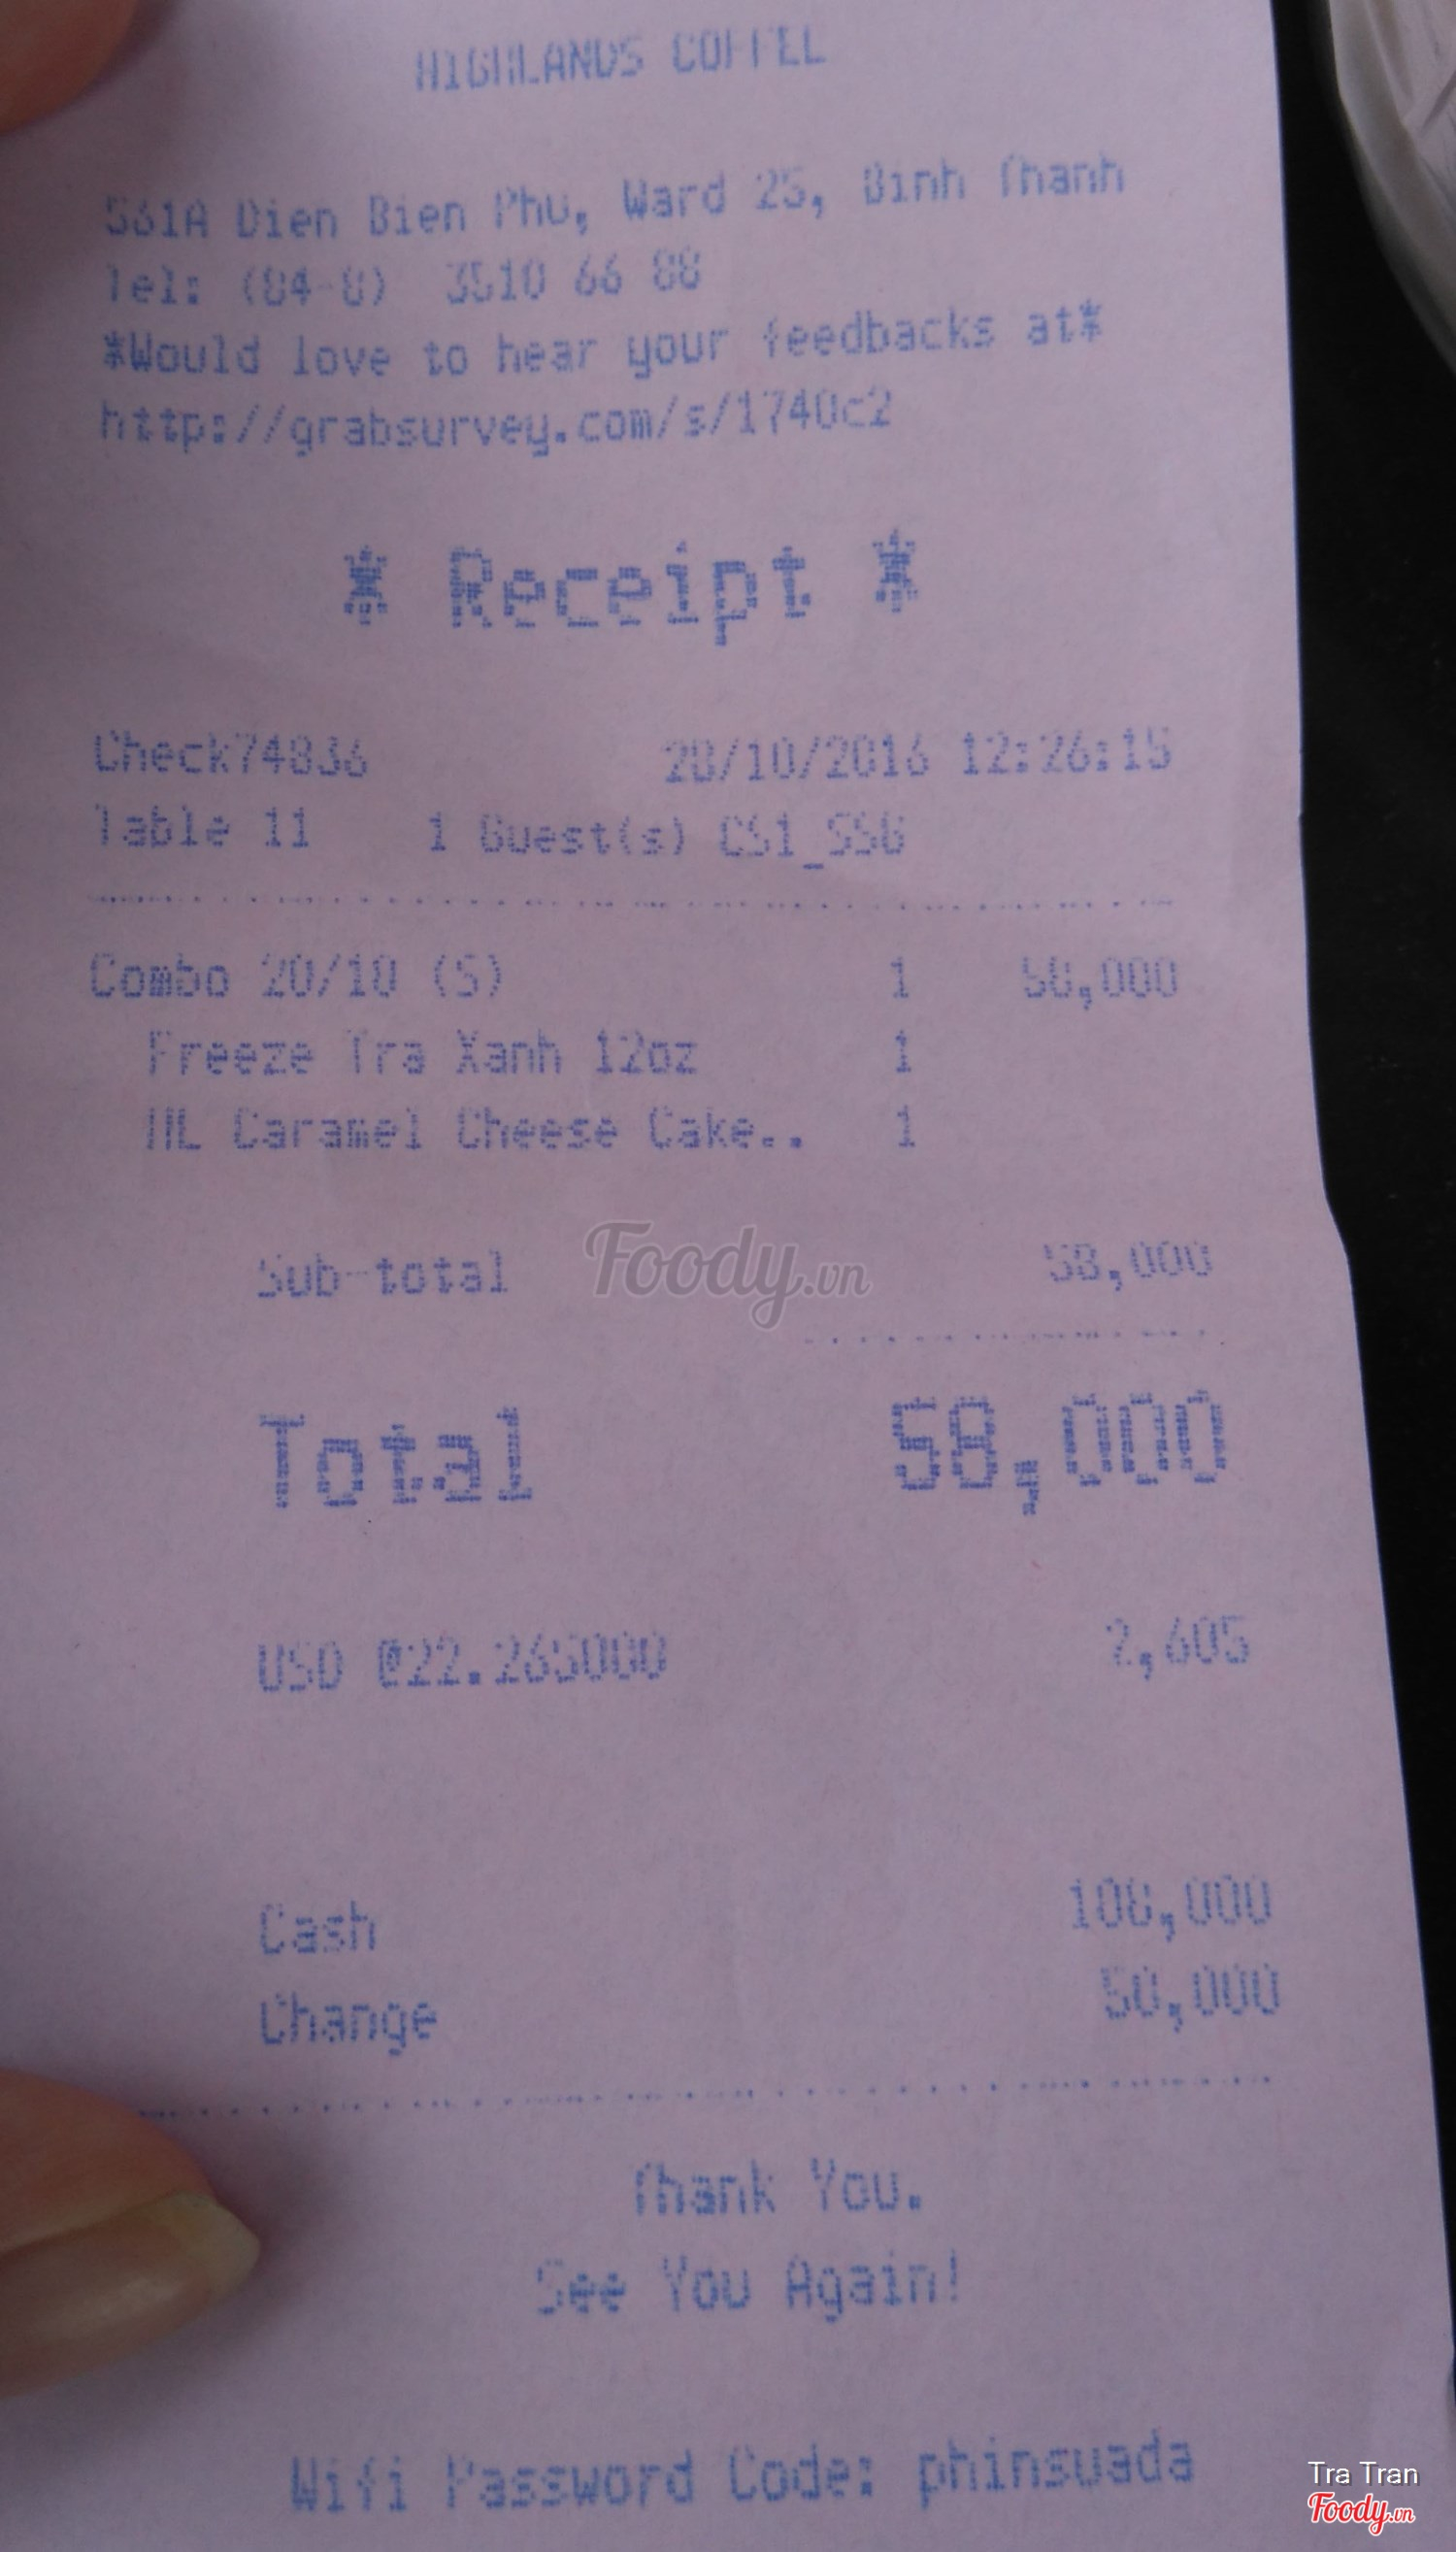 HIGHLANDS COFFEE
561A Dien Bien Phu, Ward 25, Binh Thanh
Tel: (84-8) 3510 66 88
*Would love to hear your feedbacks at*
http://grabsurvey.com/s/1740c2
* Receipt *
Check74836 28/10/2016 12:26:15
Table 11 1 Guest(s) CS1_SSG
Combo 20/10 (S) 1 58,000
Freeze Tra Xanh 12oz 1
HL Caramel Cheese Cake.. 1
Sub-total 58,000
Foody.vn
Total 58,000
USD @22.265000 2,605
Cash 108,000
Change 50,000
Thank You.
See You Again!
Wifi Password Code: phinsuada
Tra Tran
Foody.vn